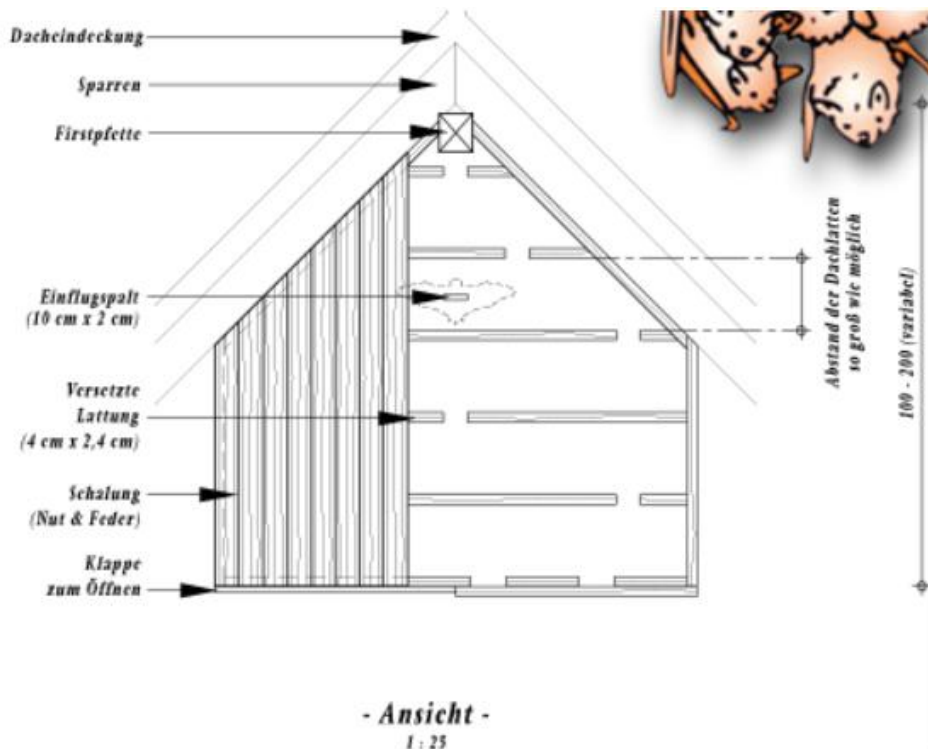 Dacheindeckung
Sparren
Firstpfette
Einflugspalt
(10 cm x 2 cm)
Versetzte
Lattung
(4 cm x 2,4 cm)
Schalung
(Nut & Feder)
Klappe
zum Öffnen
Abstand der Dachlatten
so groß wie möglich
100 - 200 (variabel)
- Ansicht -
1 : 25